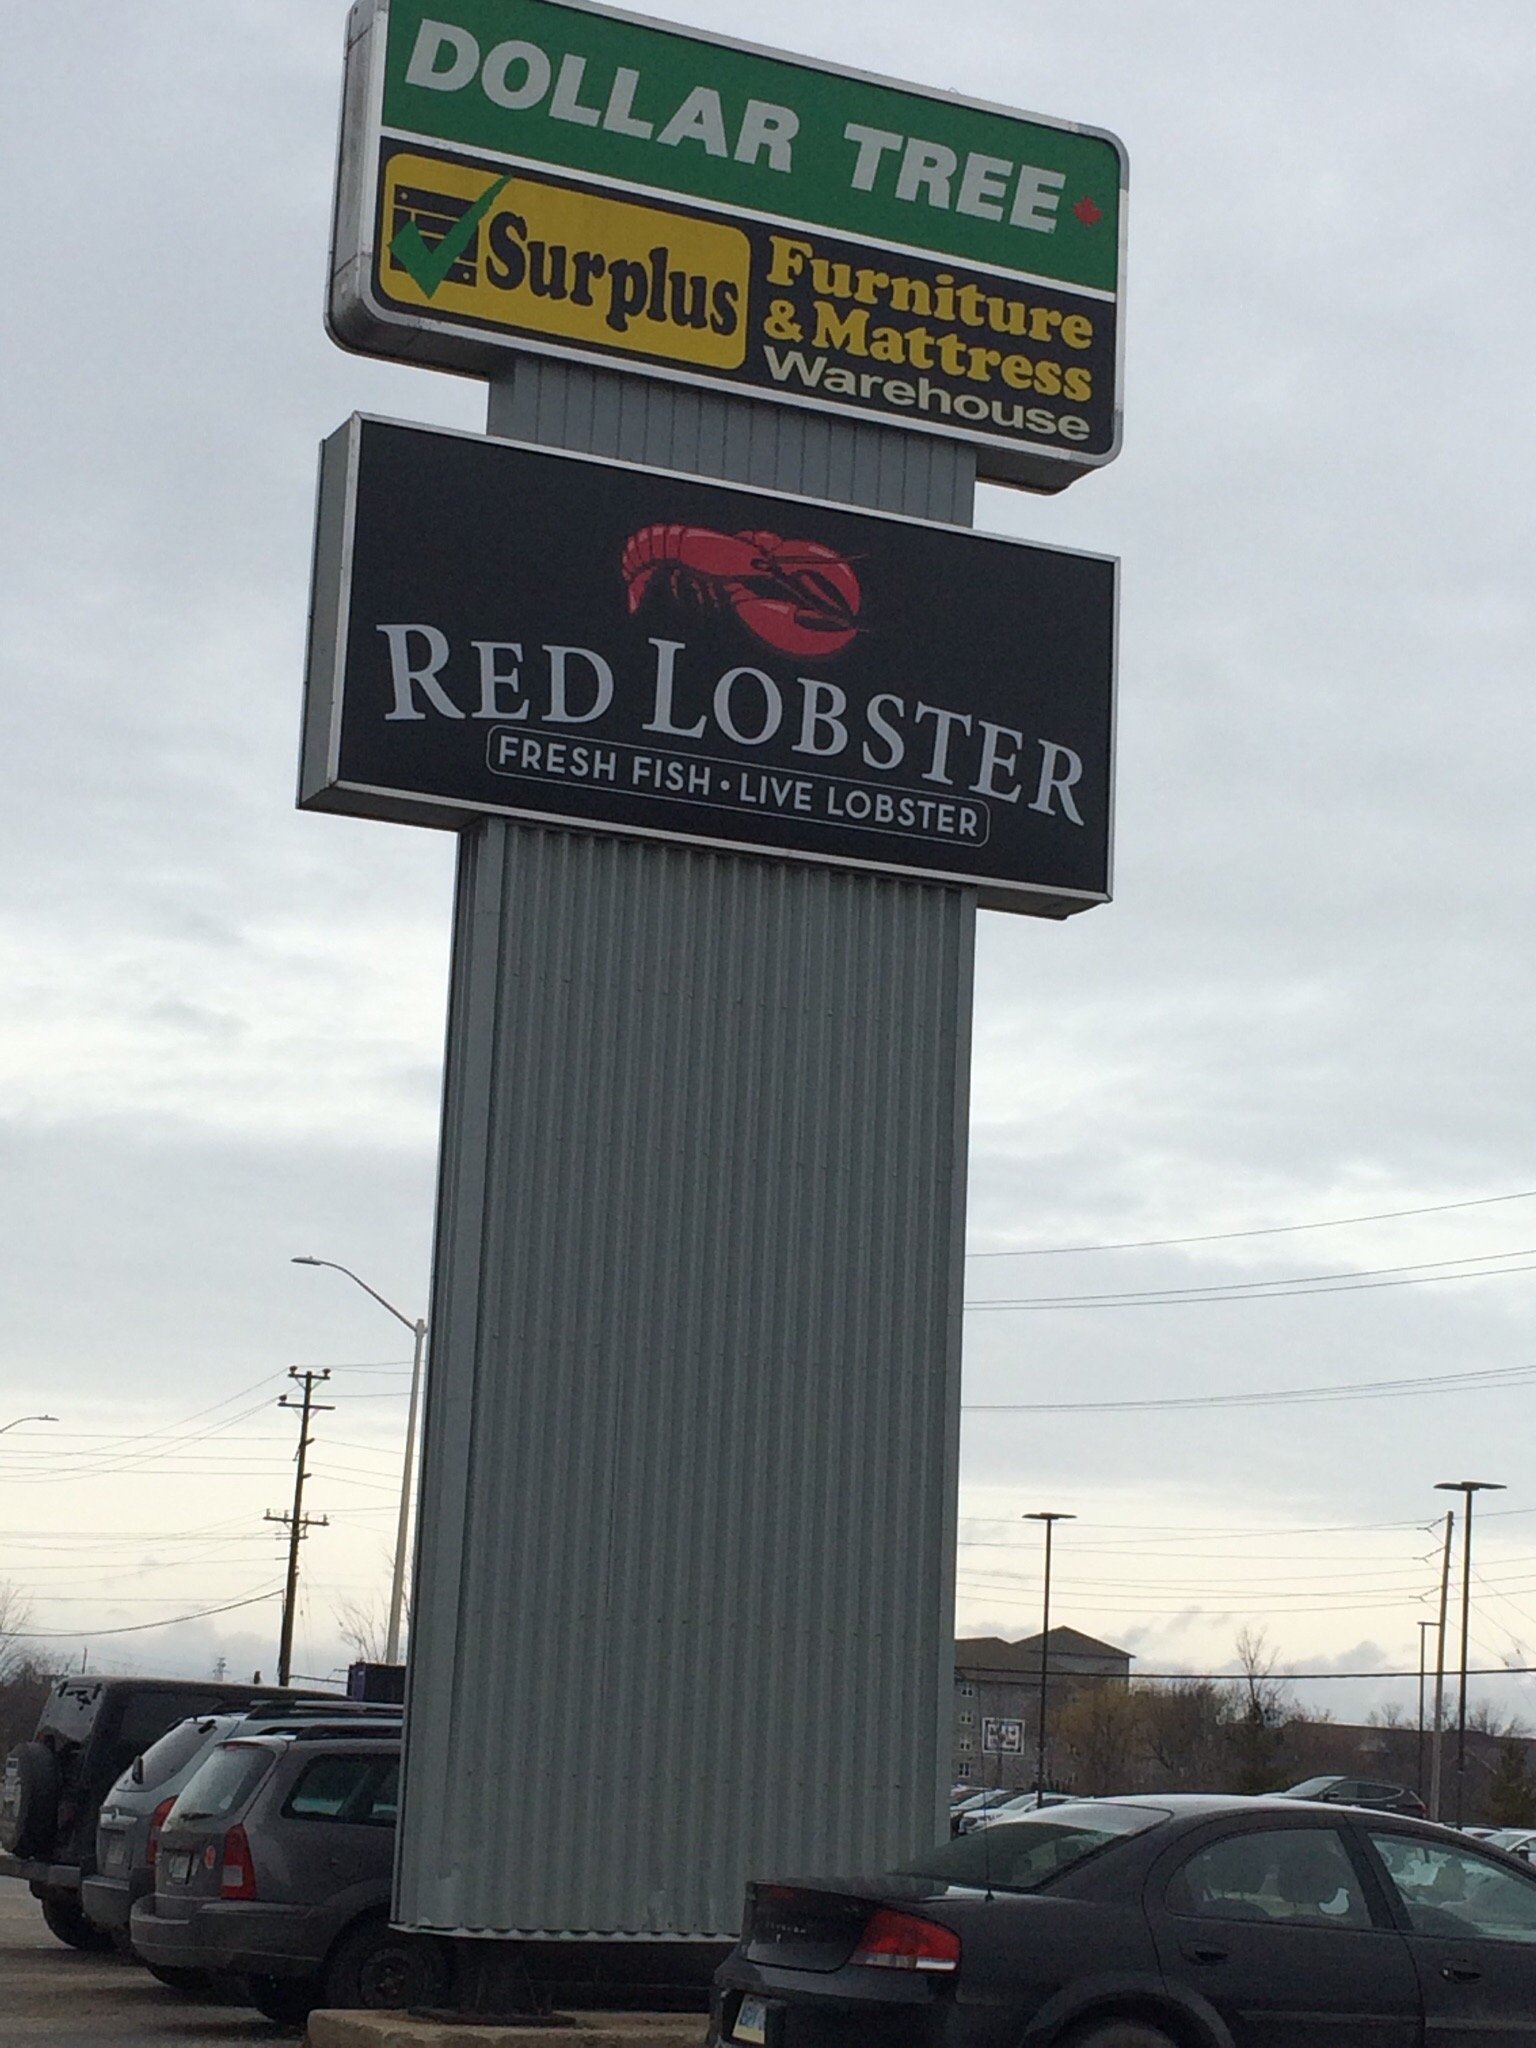 DOLLAR TREE
Surplus
Furniture
& Mattress
Warehouse
RED LOBSTER
FRESH FISH • LIVE LOBSTER